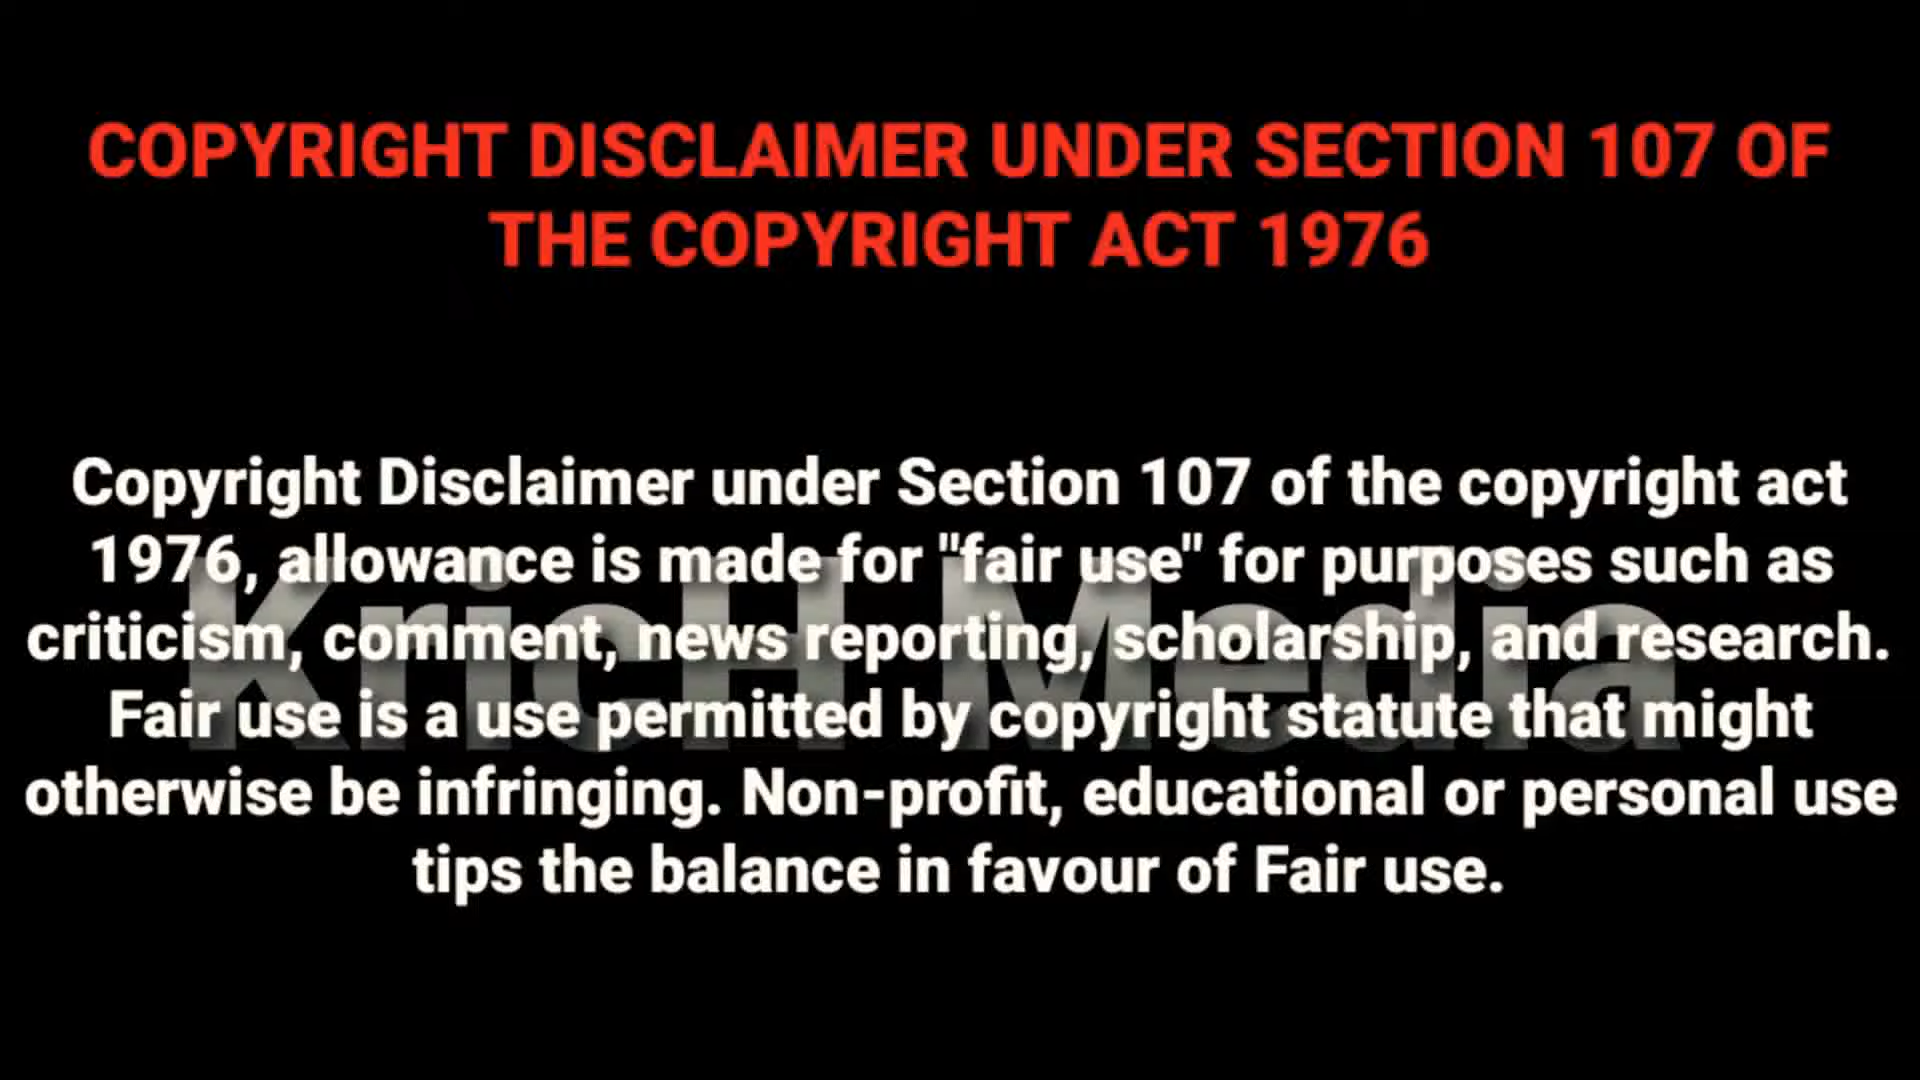 COPYRIGHT DISCLAIMER UNDER SECTION 107 OF
THE COPYRIGHT ACT 1976
Copyright Disclaimer under Section 107 of the copyright act
1976, allowance is made for "fair use" for purposes such as
criticism, comment, news reporting, scholarship, and research.
KricH Media
Fair use is a use permitted by copyright statute that might
otherwise be infringing. Non-profit, educational or personal use
tips the balance in favour of Fair use.